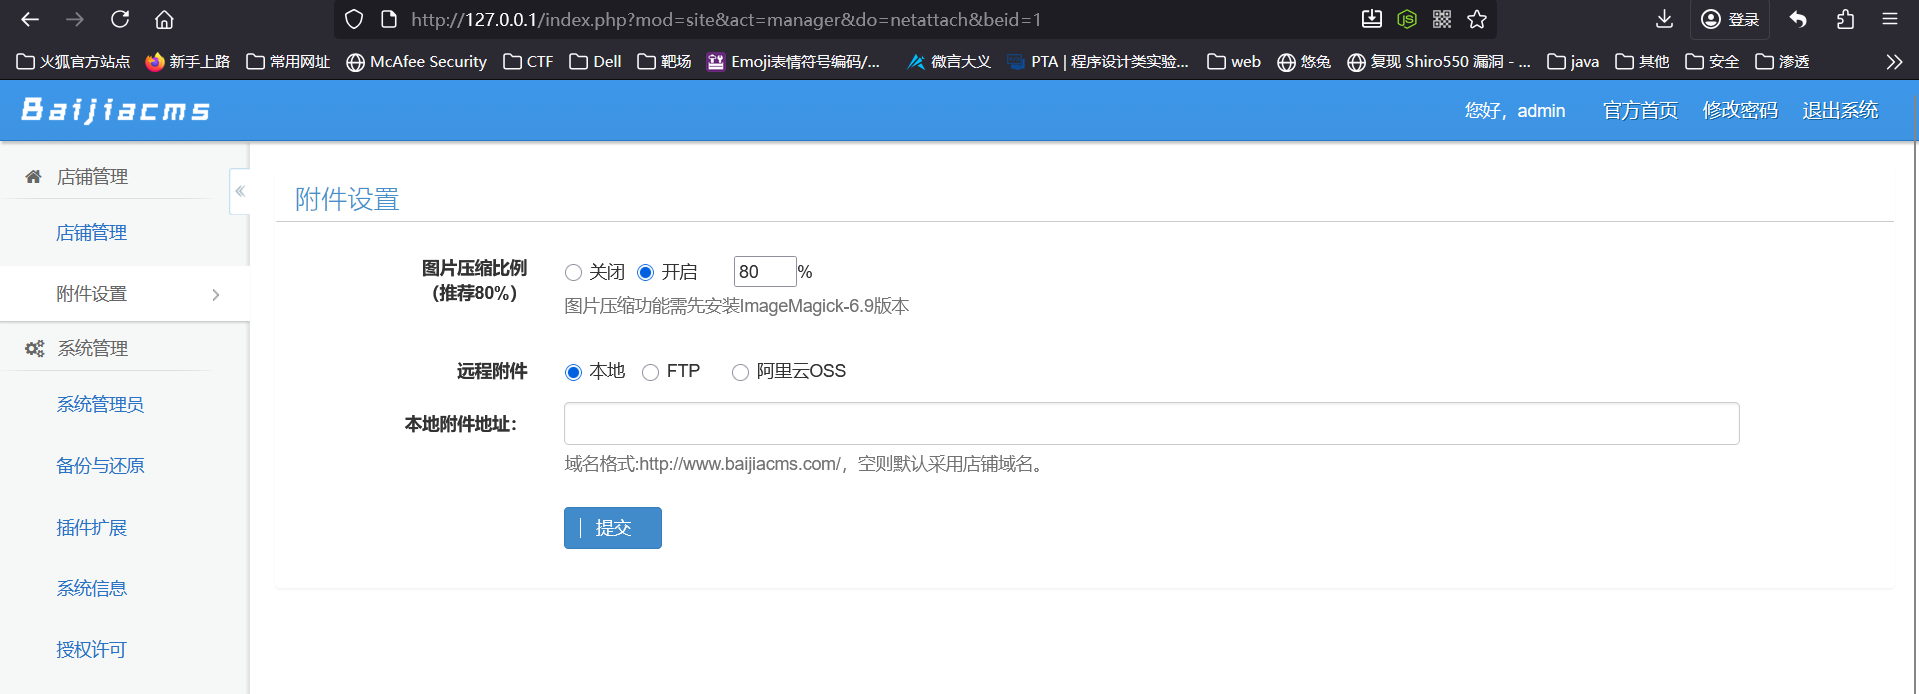 http://127.0.0.1/index.php?mod=site&act=manager&do=netattach&beid=1
登录
火狐官方站点 新手上路 常用网址 McAfee Security CTF Dell 靶场 Emoji表情符号编码/... 微言大义 PTA | 程序设计类实验... web 悠兔 复现 Shiro550 漏洞 - ... java 其他 安全 渗透
Baijiacms
您好，admin 官方首页 修改密码 退出系统
店铺管理
店铺管理
附件设置
系统管理
系统管理员
备份与还原
插件扩展
系统信息
授权许可
附件设置
图片压缩比例
（推荐80%）
关闭 开启 80 %
图片压缩功能需先安装ImageMagick-6.9版本
远程附件 本地 FTP 阿里云OSS
本地附件地址：
域名格式:http://www.baijiacms.com/，空则默认采用店铺域名。
提交